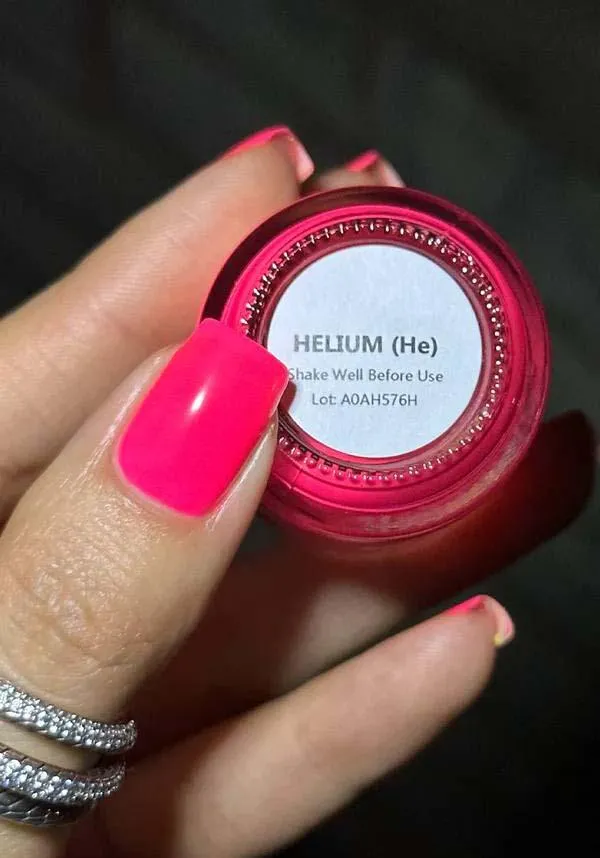 HELIUM (He)
Shake Well Before Use
Lot: A0AH576H